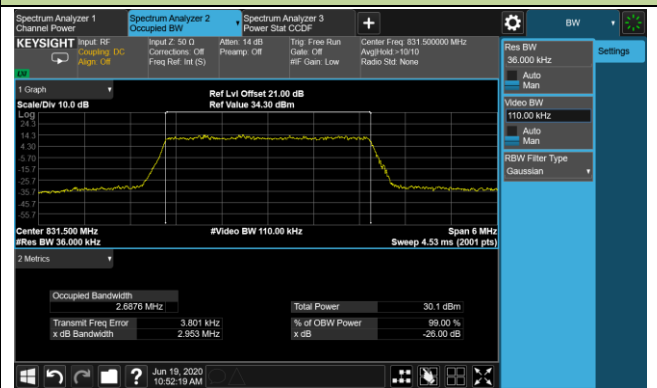 Spectrum Analyzer 1
Channel Power
Spectrum Analyzer 2
Occupied BW
Spectrum Analyzer 3
Power Stat CCDF
BW
KEYSIGHT
Input: RF
Coupling: DC
Align: Off
Input Z: 50 Ω
Corrections: Off
Freq Ref: Int (S)
Atten: 14 dB
Preamp: Off
Trig: Free Run
Gate: Off
#IF Gain: Low
Center Freq: 831.500000 MHz
Avg|Hold:>10/10
Radio Std: None
LXI
1 Graph
Scale/Div 10.0 dB
Ref Lvl Offset 21.00 dB
Ref Value 34.30 dBm
Log
24.3
14.3
4.30
-5.70
-15.7
-25.7
-35.7
-45.7
-55.7
Center 831.500 MHz
#Video BW 110.00 kHz
Span 6 MHz
#Res BW 36.000 kHz
Sweep 4.53 ms (2001 pts)
2 Metrics
Occupied Bandwidth
2.6876 MHz
Total Power 30.1 dBm
Transmit Freq Error 3.801 kHz
% of OBW Power 99.00 %
x dB Bandwidth 2.953 MHz
x dB -26.00 dB
Res BW
36.000 kHz
Auto
Man
Video BW
110.00 kHz
Auto
Man
RBW Filter Type
Gaussian
Settings
?
Jun 19, 2020
10:52:19 AM